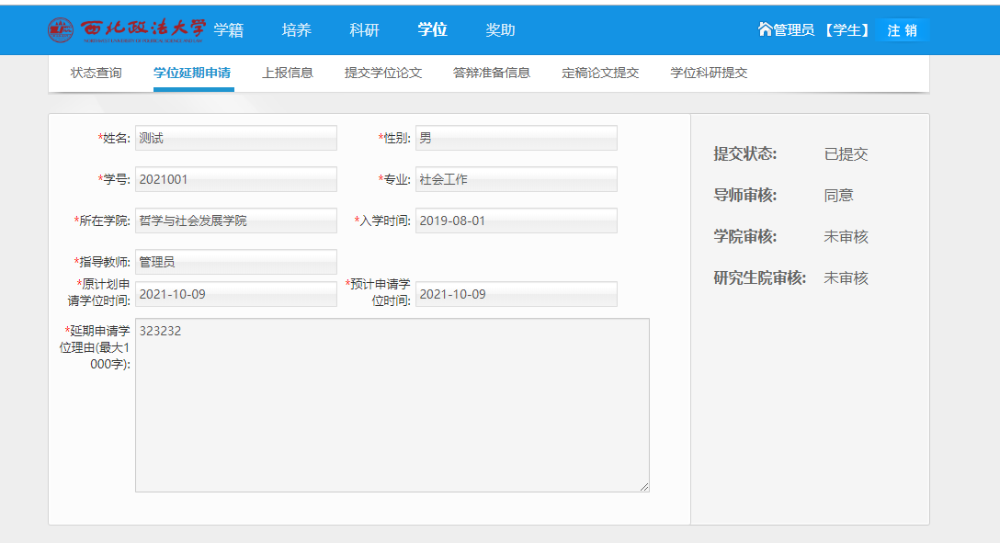 西北政法大学 学籍 培养 科研 学位 奖助 管理员 【学生】 注 销
状态查询 学位延期申请 上报信息 提交学位论文 答辩准备信息 定稿论文提交 学位科研提交
*姓名: 测试 *性别: 男
*学号: 2021001 *专业: 社会工作
*所在学院: 哲学与社会发展学院 *入学时间: 2019-08-01
*指导教师: 管理员
*原计划申
请学位时间: 2021-10-09
*预计申请学
位时间: 2021-10-09
*延期申请学
位理由(最大1
000字):
323232
提交状态: 已提交
导师审核: 同意
学院审核: 未审核
研究生院审核: 未审核